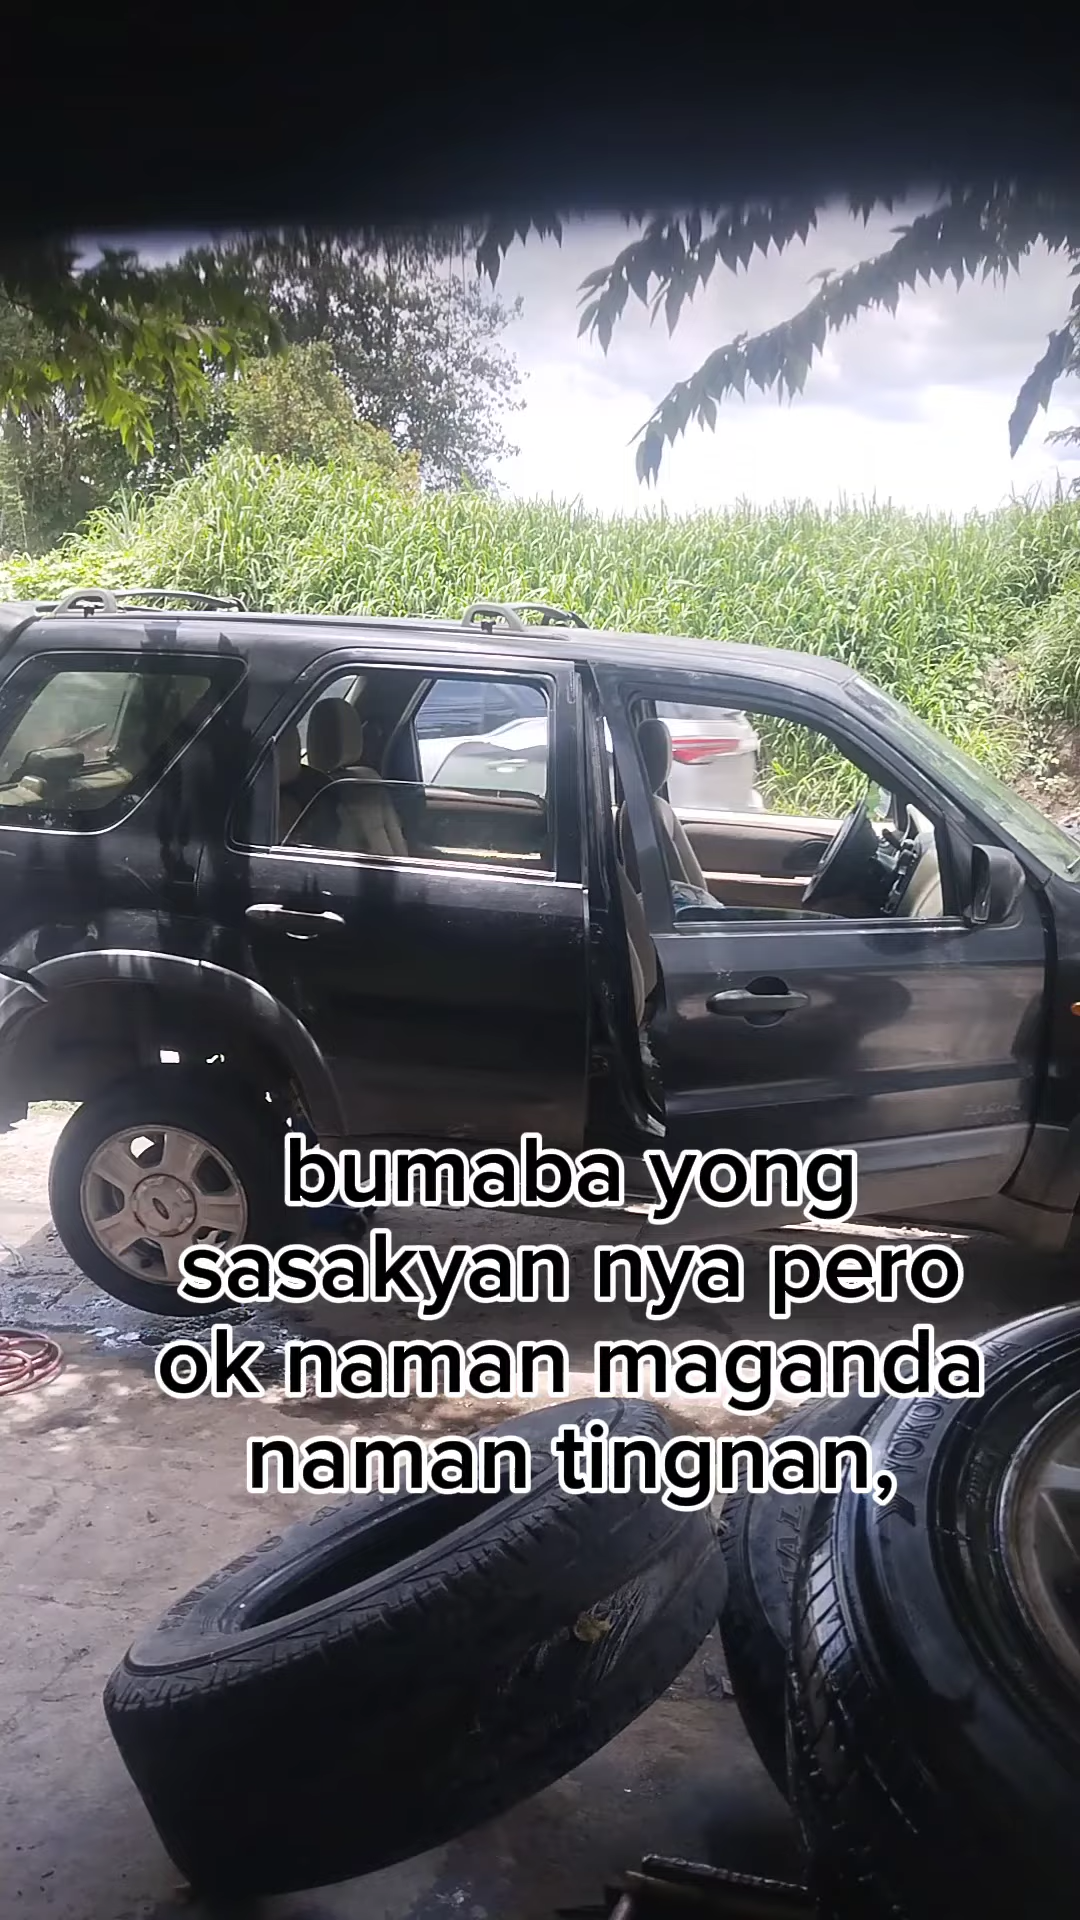 bumaba yong
sasakyan nya pero
ok naman maganda
naman tingnan,